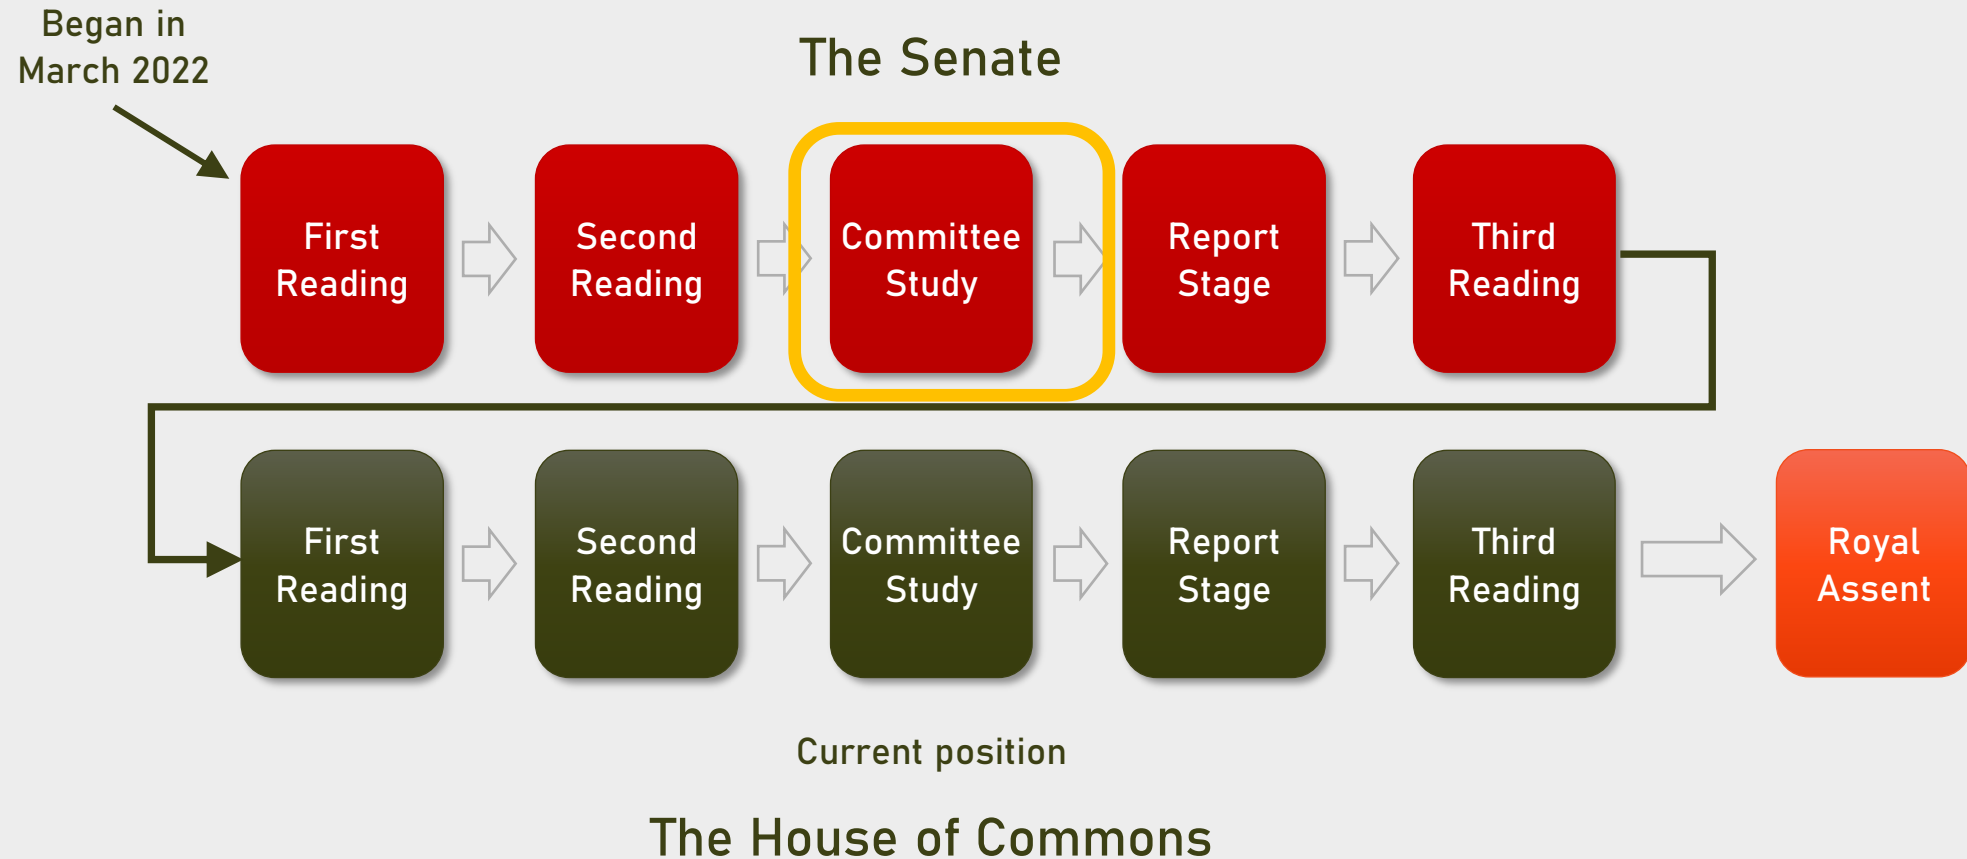 Began in
March 2022
The Senate
First
Reading
Second
Reading
Committee
Study
Report
Stage
Third
Reading
First
Reading
Second
Reading
Committee
Study
Report
Stage
Third
Reading
Royal
Assent
Current position
The House of Commons